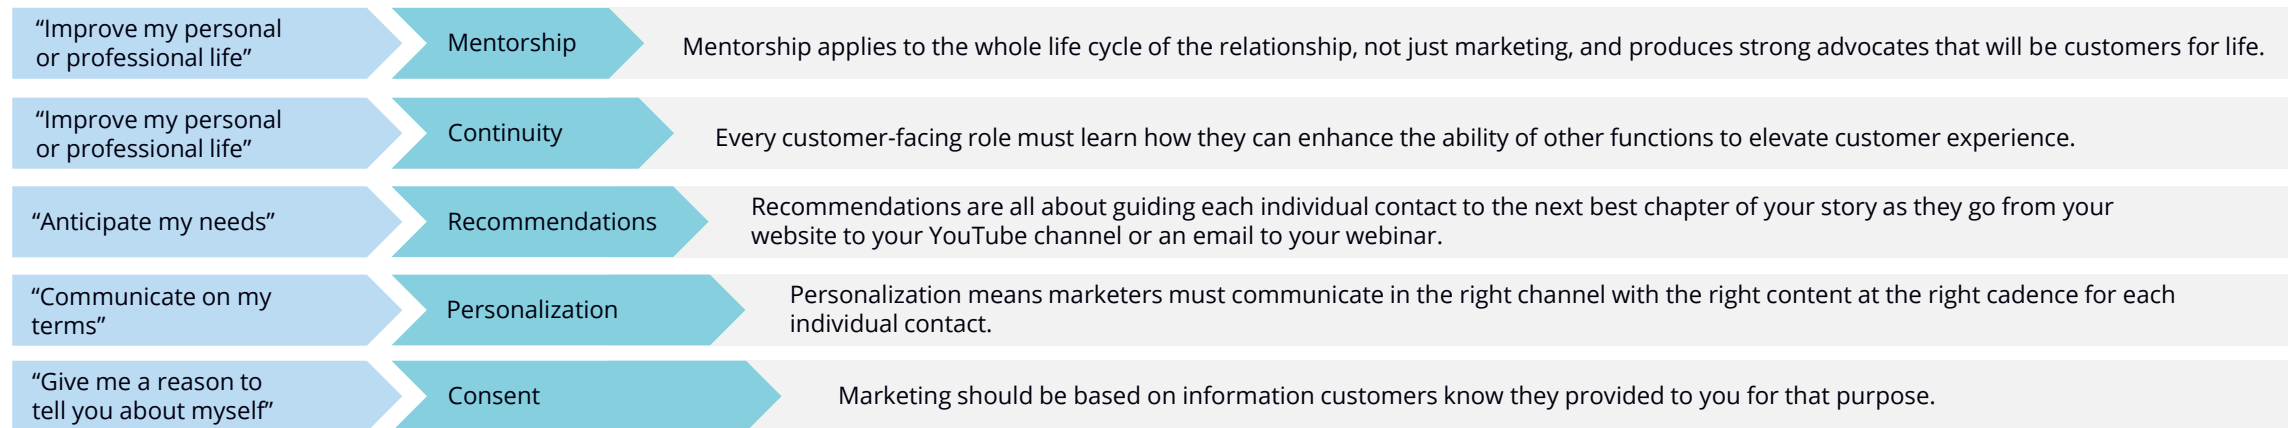 “Improve my personal
or professional life”
Mentorship
Mentorship applies to the whole life cycle of the relationship, not just marketing, and produces strong advocates that will be customers for life.
“Improve my personal
or professional life”
Continuity
Every customer-facing role must learn how they can enhance the ability of other functions to elevate customer experience.
“Anticipate my needs”
Recommendations
Recommendations are all about guiding each individual contact to the next best chapter of your story as they go from your
website to your YouTube channel or an email to your webinar.
“Communicate on my
terms”
Personalization
Personalization means marketers must communicate in the right channel with the right content at the right cadence for each
individual contact.
“Give me a reason to
tell you about myself”
Consent
Marketing should be based on information customers know they provided to you for that purpose.